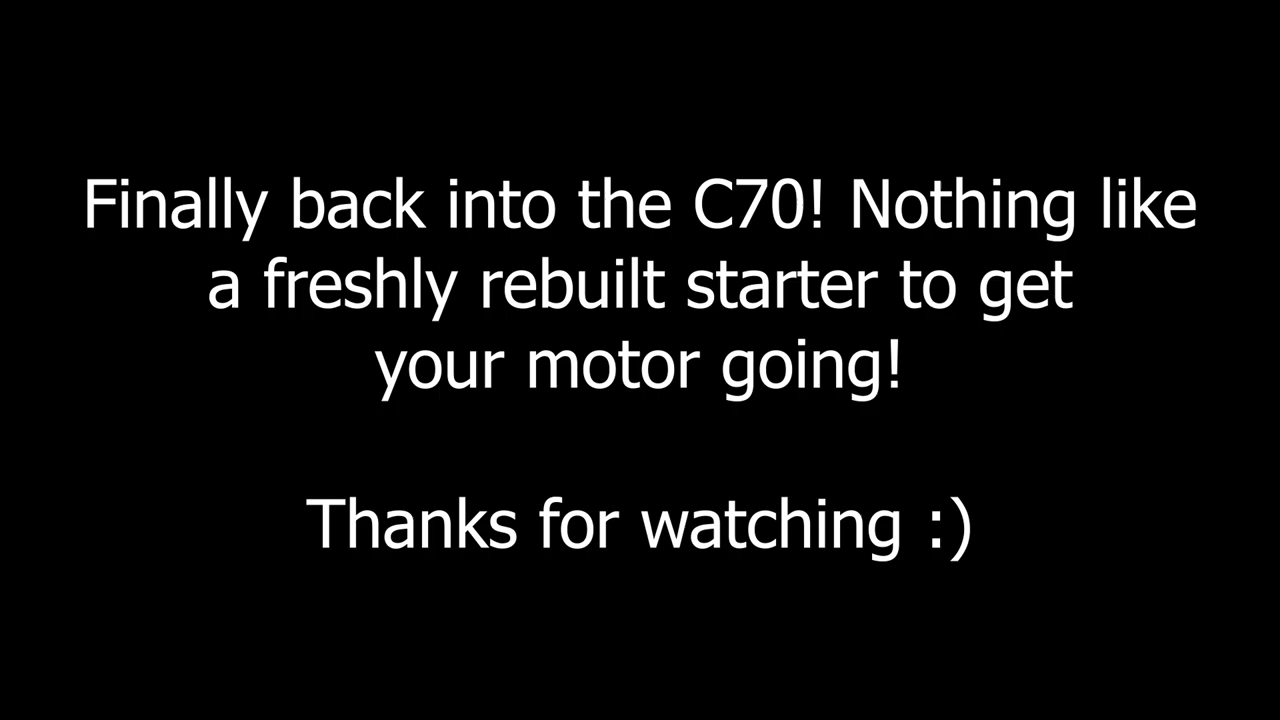 Finally back into the C70! Nothing like
a freshly rebuilt starter to get
your motor going!
Thanks for watching :)